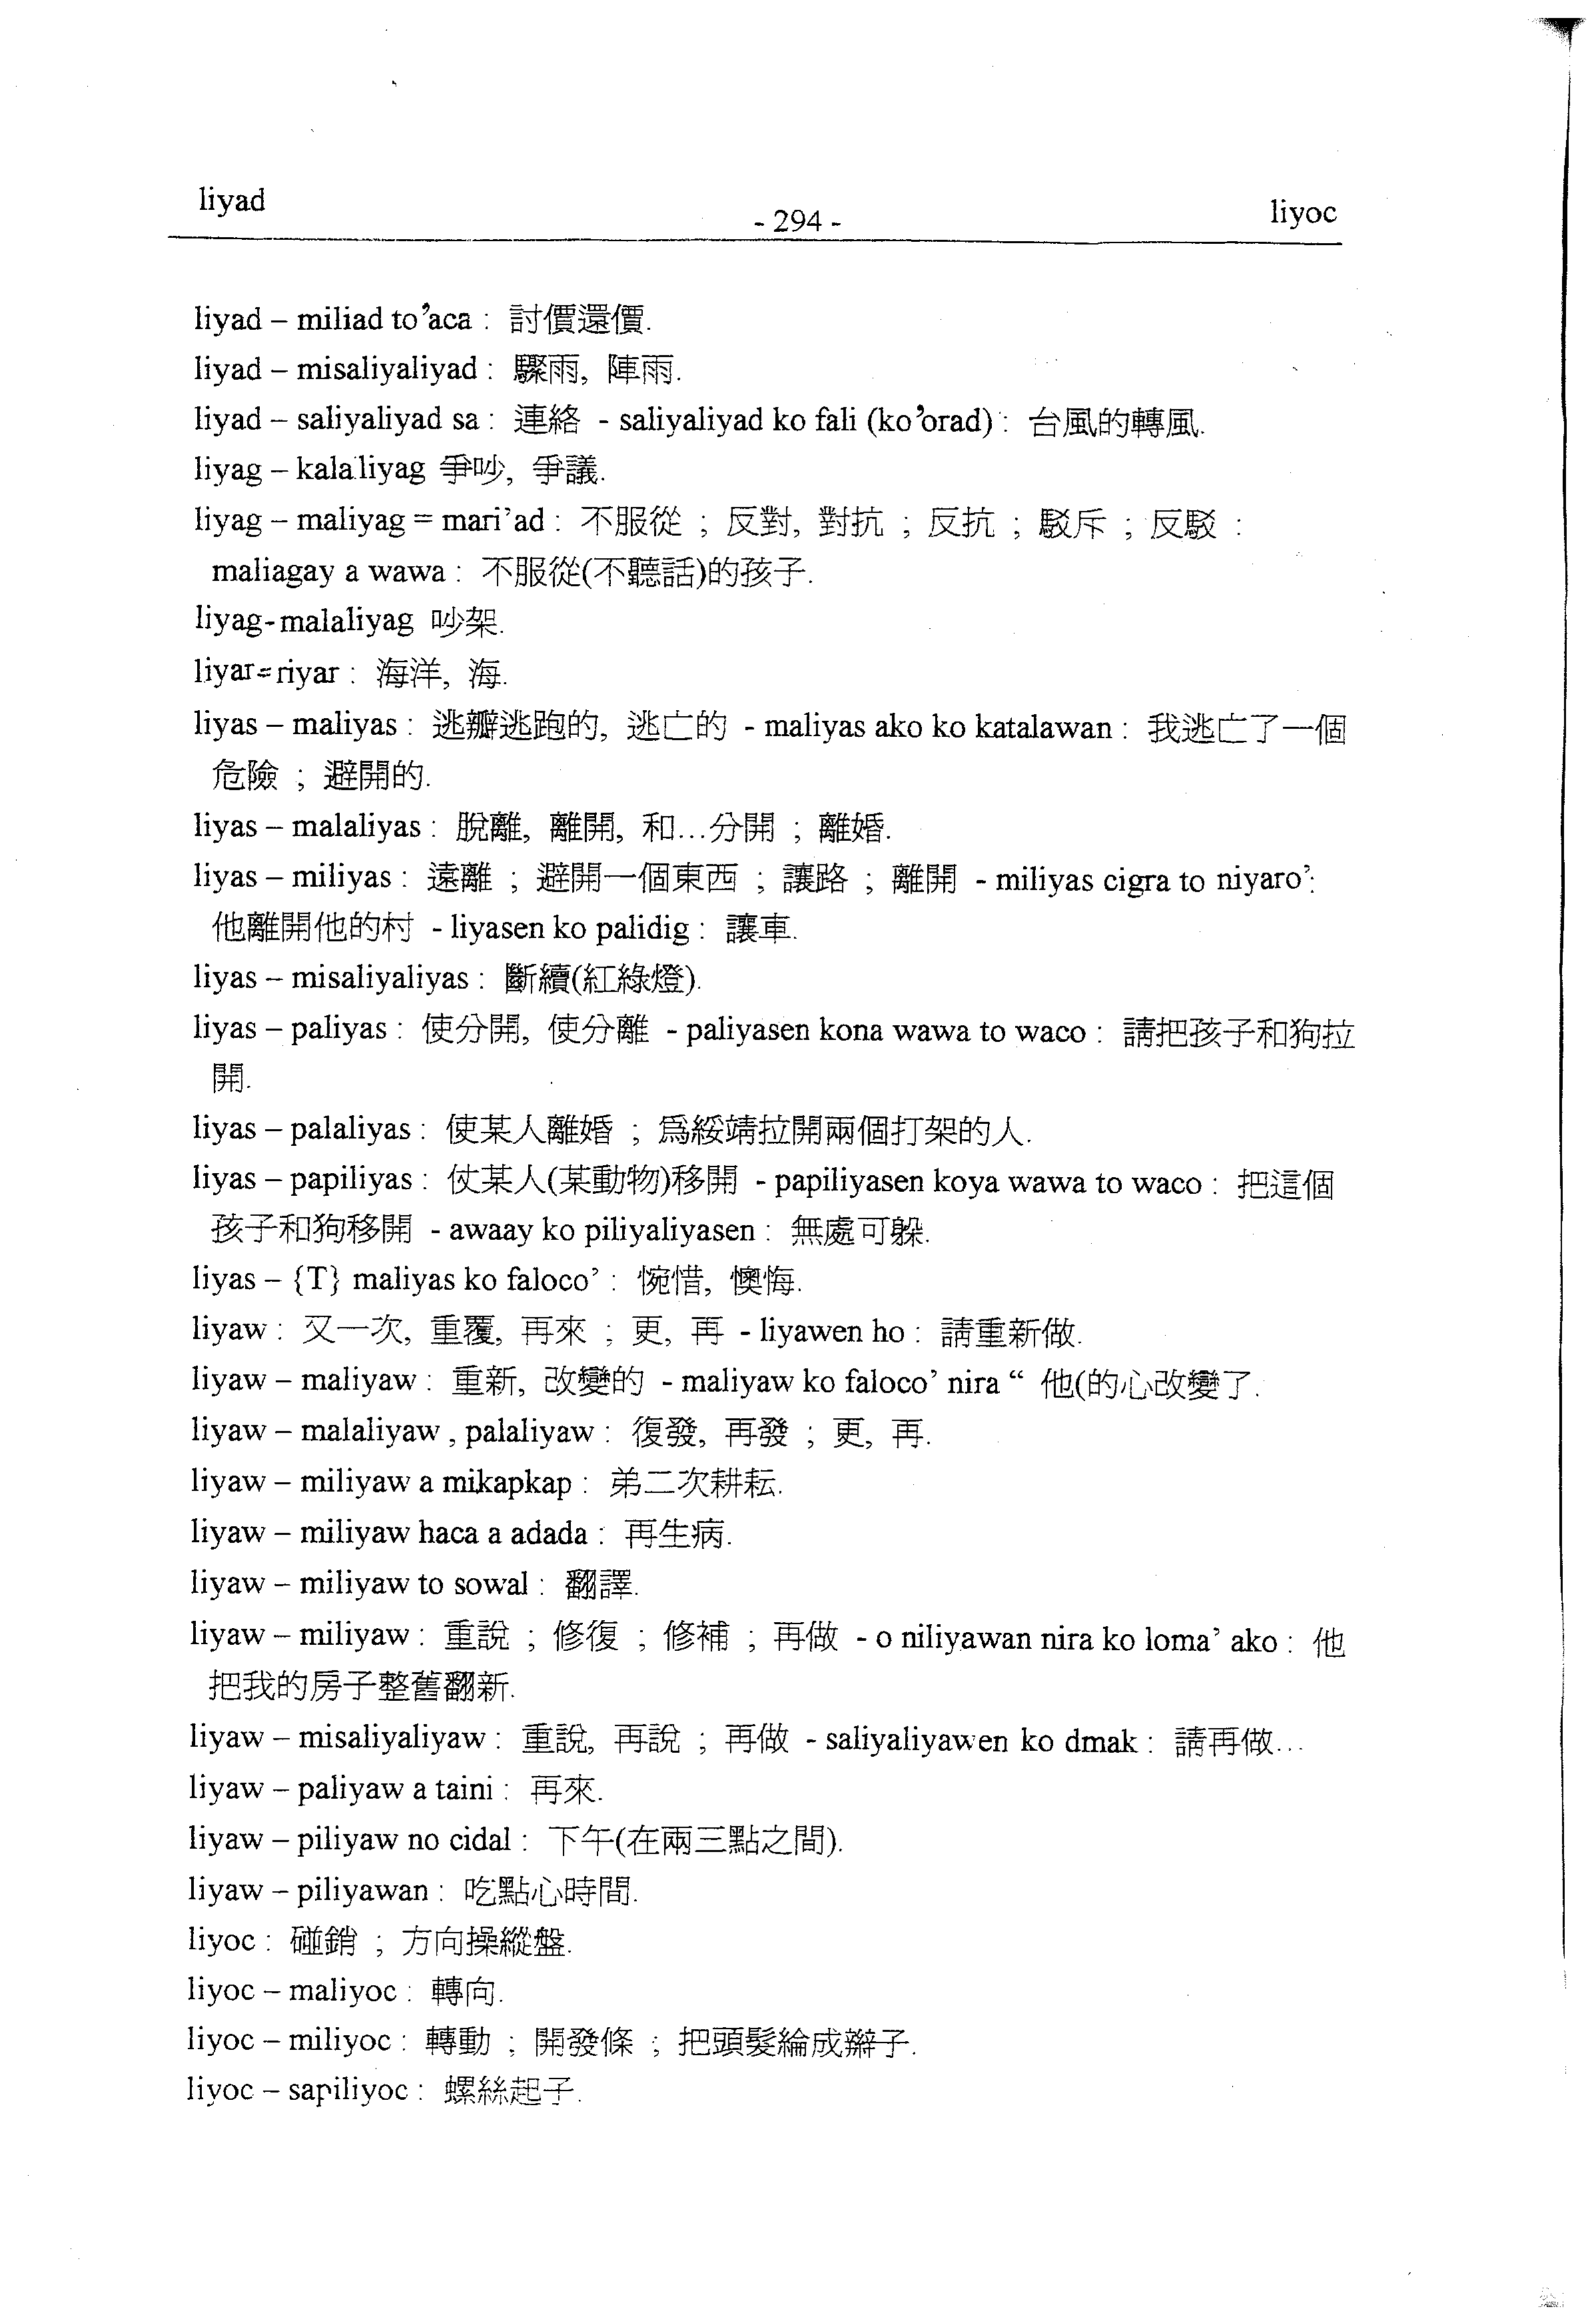 liyad
- 294 -
liyoc
liyad – miliad to ’aca : 討價還價.
liyad – misaliyaliyad : 驟雨, 陣雨.
liyad – saliyaliyad sa : 連絡 - saliyaliyad ko fali (ko ’orad) : 台風的轉風.
liyag – kalaliyag 爭吵, 爭議.
liyag – maliyag = mari’ad : 不服從 ; 反對, 對抗 ; 反抗 ; 駁斥 ; 反駁 :
maliagay a wawa : 不服從(不聽話)的孩子.
liyag-malaliyag 吵架.
liyar=riyar : 海洋, 海.
liyas – maliyas : 逃瓣逃跑的, 逃亡的 - maliyas ako ko katalawan : 我逃亡了一個
危險 ; 避開的.
liyas – malaliyas : 脫離, 離開, 和…分開 ; 離婚.
liyas – miliyas : 遠離 ; 避開一個東西 ; 讓路 ; 離開 - miliyas cigra to niyaro’:
他離開他的村 - liyasen ko palidig : 讓車.
liyas – misaliyaliyas : 斷續(紅綠燈).
liyas – paliyas : 使分開, 使分離 - paliyasen kona wawa to waco : 請把孩子和狗拉
開.
liyas – palaliyas : 使某人離婚 ; 爲綏靖拉開兩個打架的人.
liyas – papiliyas : 仗某人(某動物)移開 - papiliyasen koya wawa to waco : 把這個
孩子和狗移開 - awaay ko piliyaliyasen : 無處可躲.
liyas – {T} maliyas ko faloco’ : 惋惜, 懊悔.
liyaw : 又一次, 重覆, 再來 ; 更, 再 - liyawen ho : 請重新做.
liyaw – maliyaw : 重新, 改變的 - maliyaw ko faloco’ nira “ 他(的心改變了.
liyaw – malaliyaw , palaliyaw : 復發, 再發 ; 更, 再.
liyaw – miliyaw a mikapkap : 弟二次耕耘.
liyaw – miliyaw haca a adada : 再生病.
liyaw – miliyaw to sowal : 翻譯.
liyaw – miliyaw : 重說 ; 修復 ; 修補 ; 再做 - o niliyawan nira ko loma’ ako : 他
把我的房子整舊翻新.
liyaw – misaliyaliyaw : 重說, 再說 ; 再做 - saliyaliyawen ko dmak : 請再做…
liyaw – paliyaw a taini : 再來.
liyaw – piliyaw no cidal : 下午(在兩三點之間).
liyaw – piliyawan : 吃點心時間.
liyoc : 碰銷 ; 方向操縱盤.
liyoc – maliyoc : 轉向.
liyoc – miliyoc : 轉動 ; 開發條 ; 把頭髮綸成辮子.
liyoc – sapiliyoc : 螺絲起子.